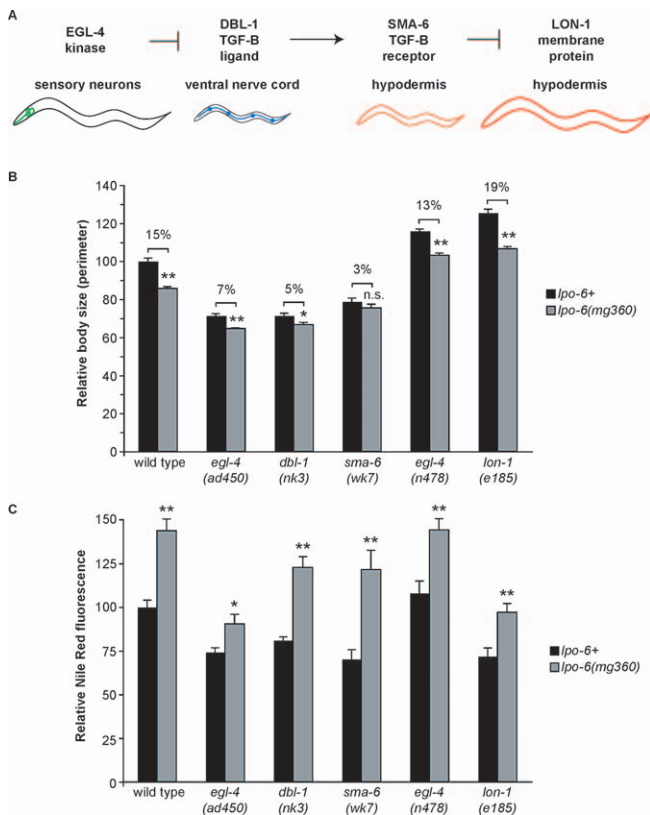 A
EGL-4
kinase
DBL-1
TGF-B
ligand
SMA-6
TGF-B
receptor
LON-1
membrane
protein
sensory neurons
ventral nerve cord
hypodermis
hypodermis
B
Relative body size (perimeter)
140
120
100
80
60
40
20
0
15%
**
7%
**
5%
*
3%
n.s.
13%
**
19%
**
lpo-6+
lpo-6(mg360)
wild type
egl-4
(ad450)
dbl-1
(nk3)
sma-6
(wk7)
egl-4
(n478)
lon-1
(e185)
C
Relative Nile Red fluorescence
150
125
100
75
50
25
0
**
*
**
**
**
**
lpo-6+
lpo-6(mg360)
wild type
egl-4
(ad450)
dbl-1
(nk3)
sma-6
(wk7)
egl-4
(n478)
lon-1
(e185)